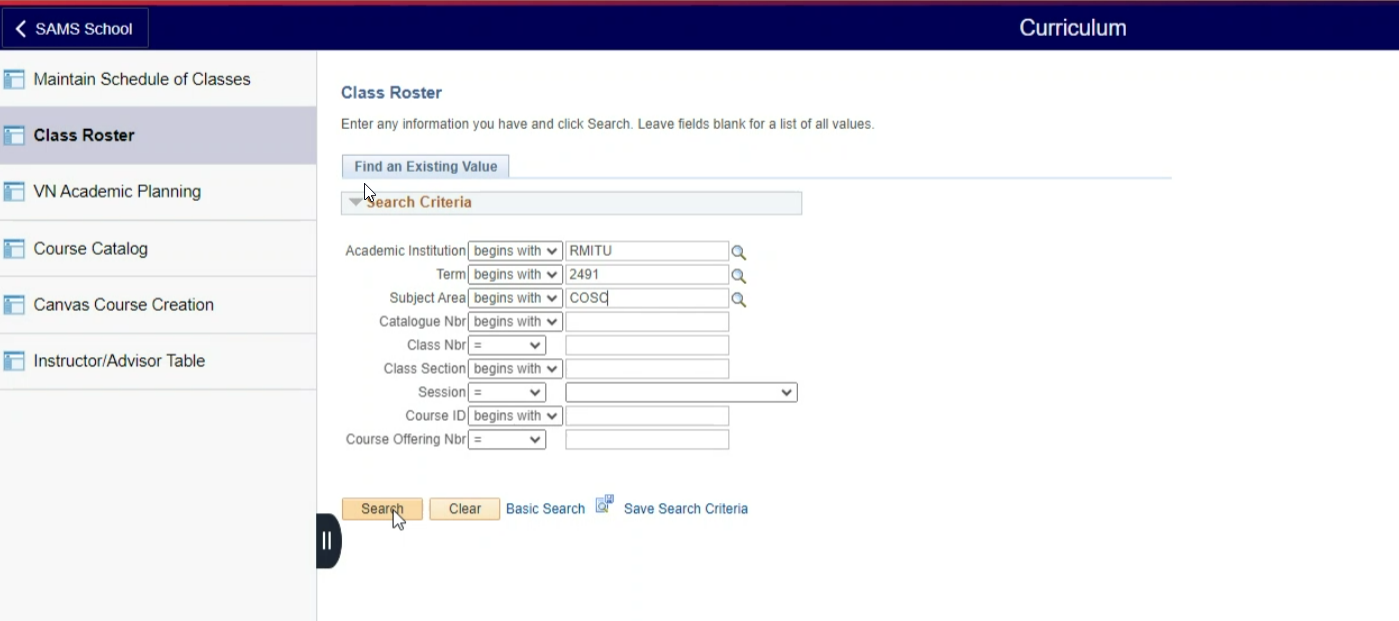 SAMS School
Curriculum
Maintain Schedule of Classes
Class Roster
VN Academic Planning
Course Catalog
Canvas Course Creation
Instructor/Advisor Table
Class Roster
Enter any information you have and click Search. Leave fields blank for a list of all values.
Find an Existing Value
Search Criteria
Academic Institution begins with RMITU
Term begins with 2491
Subject Area begins with COSC
Catalogue Nbr begins with
Class Nbr =
Class Section begins with
Session =
Course ID begins with
Course Offering Nbr =
Search Clear Basic Search Save Search Criteria